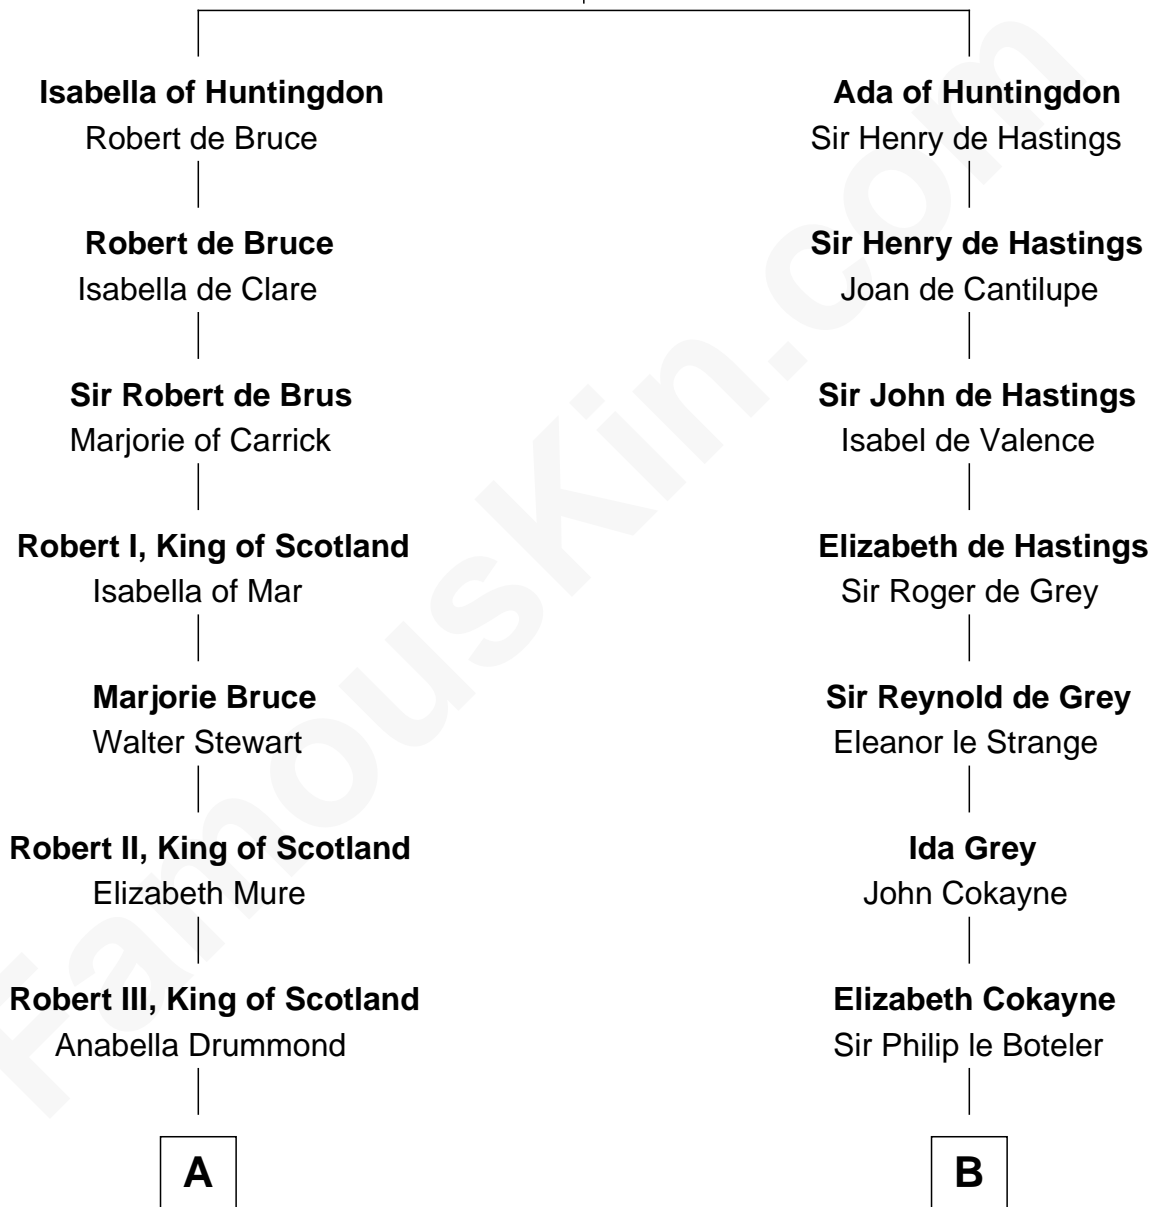 Isabella of Huntingdon
Robert de Bruce
Robert de Bruce
Isabella de Clare
Sir Robert de Brus
Marjorie of Carrick
Robert I, King of Scotland
Isabella of Mar
Marjorie Bruce
Walter Stewart
Robert II, King of Scotland
Elizabeth Mure
Robert III, King of Scotland
Anabella Drummond
A
Ada of Huntingdon
Sir Henry de Hastings
Sir Henry de Hastings
Joan de Cantilupe
Sir John de Hastings
Isabel de Valence
Elizabeth de Hastings
Sir Roger de Grey
Sir Reynold de Grey
Eleanor le Strange
Ida Grey
John Cokayne
Elizabeth Cokayne
Sir Philip le Boteler
B
FamousKin.com